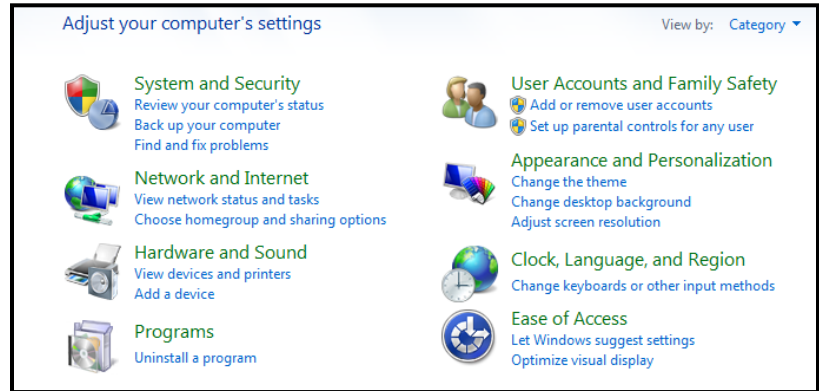 Adjust your computer's settings
View by: Category
System and Security
Review your computer's status
Back up your computer
Find and fix problems
Network and Internet
View network status and tasks
Choose homegroup and sharing options
Hardware and Sound
View devices and printers
Add a device
Programs
Uninstall a program
User Accounts and Family Safety
Add or remove user accounts
Set up parental controls for any user
Appearance and Personalization
Change the theme
Change desktop background
Adjust screen resolution
Clock, Language, and Region
Change keyboards or other input methods
Ease of Access
Let Windows suggest settings
Optimize visual display